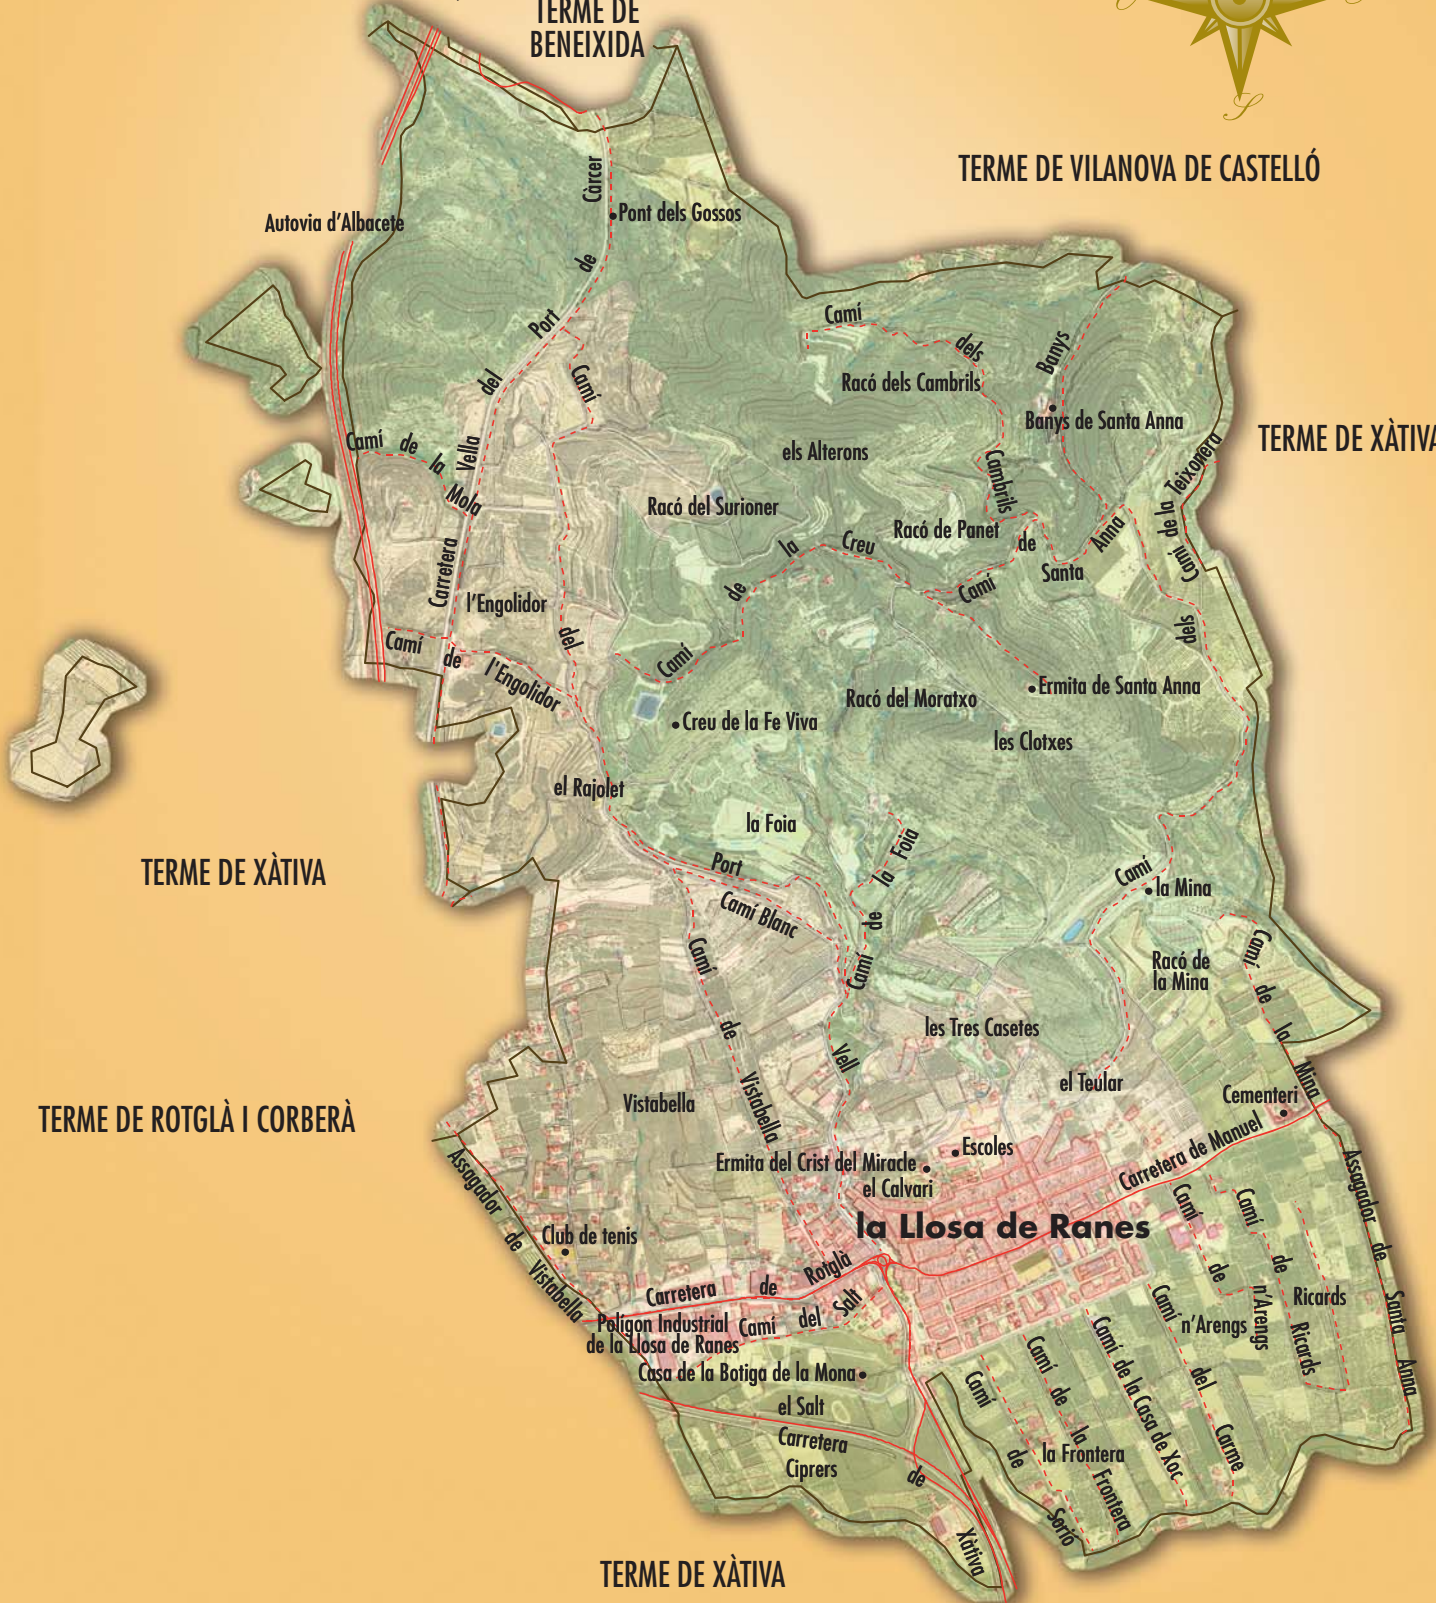 TERME DE
BENEIXIDA
S
TERME DE VILANOVA DE CASTELLÓ
Autovia d'Albacete
Pont dels Gossos
Carretera Vella del Port de Càrcer
Camí dels Cambrils
Racó dels Cambrils
Banys de Santa Anna
TERME DE XÀTIVA
els Alterons
Camí de la Mola
Racó del Surioner
Racó de Panet
Camí de la Teixonera
Camí de la Creu
Camí de Santa Anna
Camí dels Banys
l'Engolidor
Camí de l'Engolidor
Racó del Moratxo
Ermita de Santa Anna
Creu de la Fe Viva
les Clotxes
el Rajolet
la Foia
TERME DE XÀTIVA
Camí del Port
Camí Blanc
Camí de la Foia
la Mina
Racó de
la Mina
Camí de la Mina
Camí de Vistabella
Vell
les Tres Casetes
el Teular
Vistabella
Cementeri
TERME DE ROTGLÀ I CORBERÀ
Escoles
Ermita del Crist del Miracle
el Calvari
Carretera de Manuel
Assagador de Vistabella
Assagador de Santa Anna
la Llosa de Ranes
Club de tenis
Carretera de Rotglà
Camí de Ricards
Ricards
Camí de n'Arengs
n'Arengs
Polígon Industrial
de la Llosa de Ranes
Camí del Salt
Casa de la Botiga de la Mona
el Salt
Camí de Sorió
Camí de la Frontera
la Frontera
Camí de la Casa de Xoc
Camí del Carme
Carretera de Xàtiva
Ciprers
TERME DE XÀTIVA